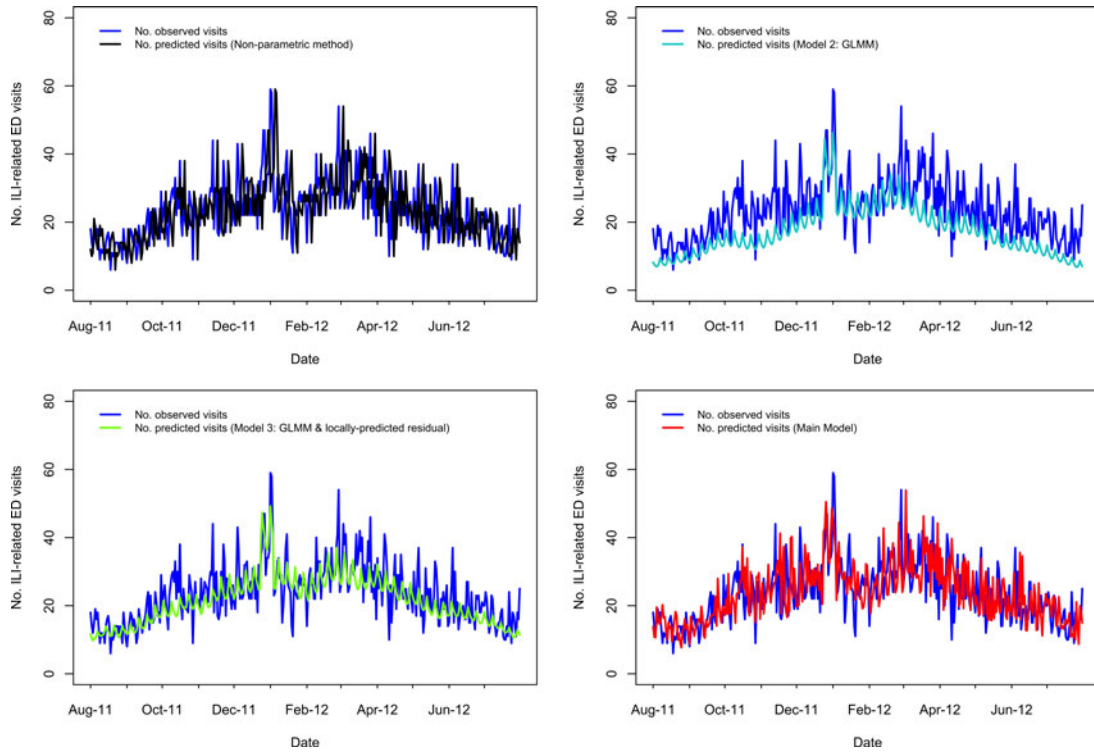 No. observed visits
No. predicted visits (Non-parametric method)
No. ILI-related ED visits
0 20 40 60 80
Aug-11 Oct-11 Dec-11 Feb-12 Apr-12 Jun-12
Date
No. observed visits
No. predicted visits (Model 2: GLMM)
No. ILI-related ED visits
0 20 40 60 80
Aug-11 Oct-11 Dec-11 Feb-12 Apr-12 Jun-12
Date
No. observed visits
No. predicted visits (Model 3: GLMM & locally-predicted residual)
No. ILI-related ED visits
0 20 40 60 80
Aug-11 Oct-11 Dec-11 Feb-12 Apr-12 Jun-12
Date
No. observed visits
No. predicted visits (Main Model)
No. ILI-related ED visits
0 20 40 60 80
Aug-11 Oct-11 Dec-11 Feb-12 Apr-12 Jun-12
Date